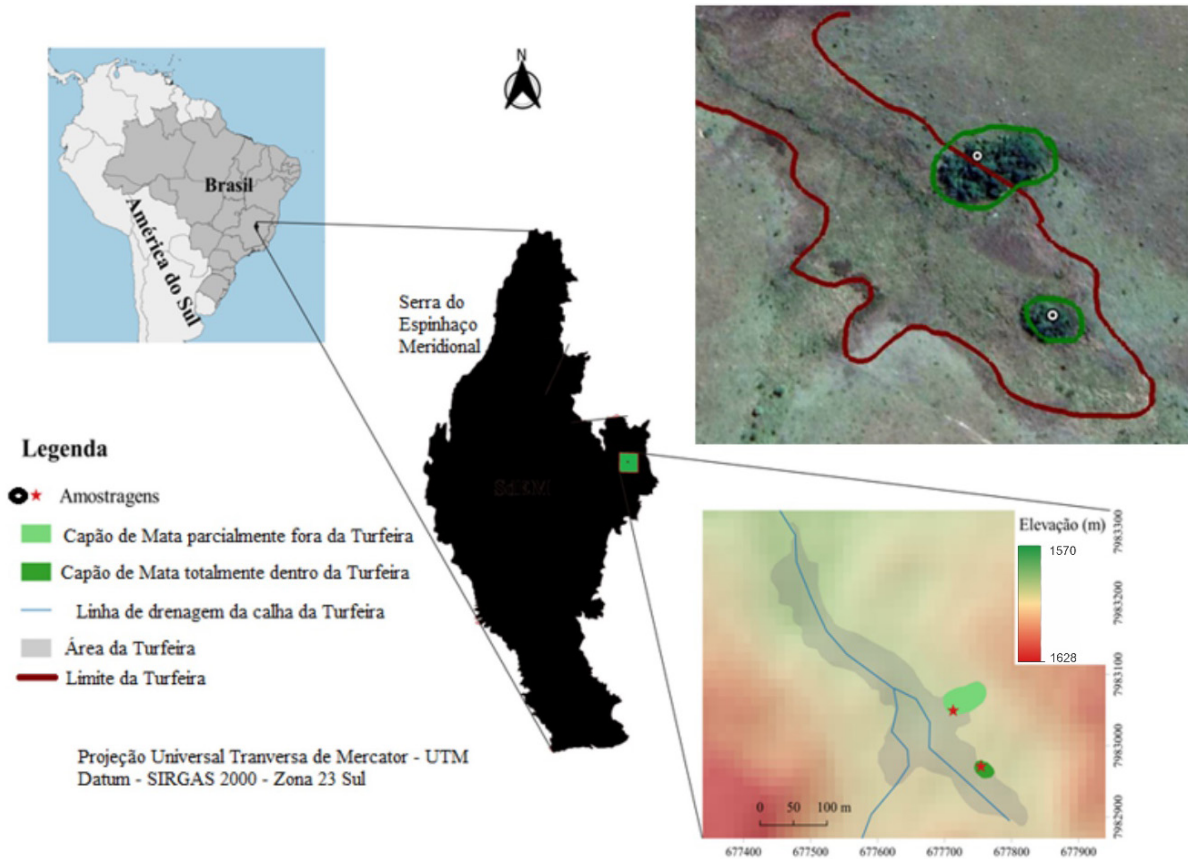 Brasil
América do Sul
N
Serra do
Espinhaço
Meridional
SdEM
Legenda
Amostragens
Capão de Mata parcialmente fora da Turfeira
Capão de Mata totalmente dentro da Turfeira
Linha de drenagem da calha da Turfeira
Área da Turfeira
Limite da Turfeira
Projeção Universal Tranversa de Mercator - UTM
Datum - SIRGAS 2000 - Zona 23 Sul
Elevação (m)
1570
1628
7983300
7983200
7983100
7983000
7982900
0 50 100 m
677400 677500 677600 677700 677800 677900